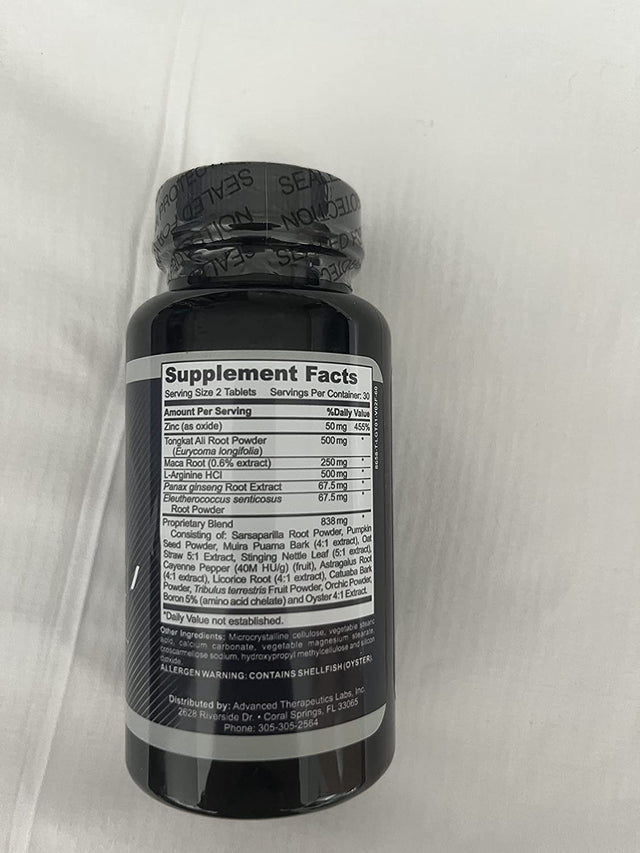 SEALED
PROTECTION
Supplement Facts
Serving Size 2 Tablets Servings Per Container: 30
Amount Per Serving %Daily Value
Zinc (as oxide) 50 mg 455%
Tongkat Ali Root Powder 500 mg *
(Eurycoma longifolia)
Maca Root (0.6% extract) 250 mg *
L-Arginine HCl 500 mg *
Panax ginseng Root Extract 67.5 mg *
Eleutherococcus senticosus 67.5 mg *
Root Powder
Proprietary Blend 838 mg *
Consisting of: Sarsaparilla Root Powder, Pumpkin
Seed Powder, Muira Puama Bark (4:1 extract), Oat
Straw 5:1 Extract, Stinging Nettle Leaf (5:1 extract),
Cayenne Pepper (40M HU/g) (fruit), Astragalus Root
(4:1 extract), Licorice Root (4:1 extract), Catuaba Bark
Powder, Tribulus terrestris Fruit Powder, Orchic Powder,
Boron 5% (amino acid chelate) and Oyster 4:1 Extract.
*Daily Value not established.
Other Ingredients: Microcrystalline cellulose, vegetable stearic
acid, calcium carbonate, vegetable magnesium stearate,
croscarmellose sodium, hydroxypropyl methylcellulose and silicon
dioxide.
ALLERGEN WARNING: CONTAINS SHELLFISH (OYSTER).
Distributed by: Advanced Therapeutics Labs, Inc.
2628 Riverside Dr. • Coral Springs, FL 33065
Phone: 305-305-2564